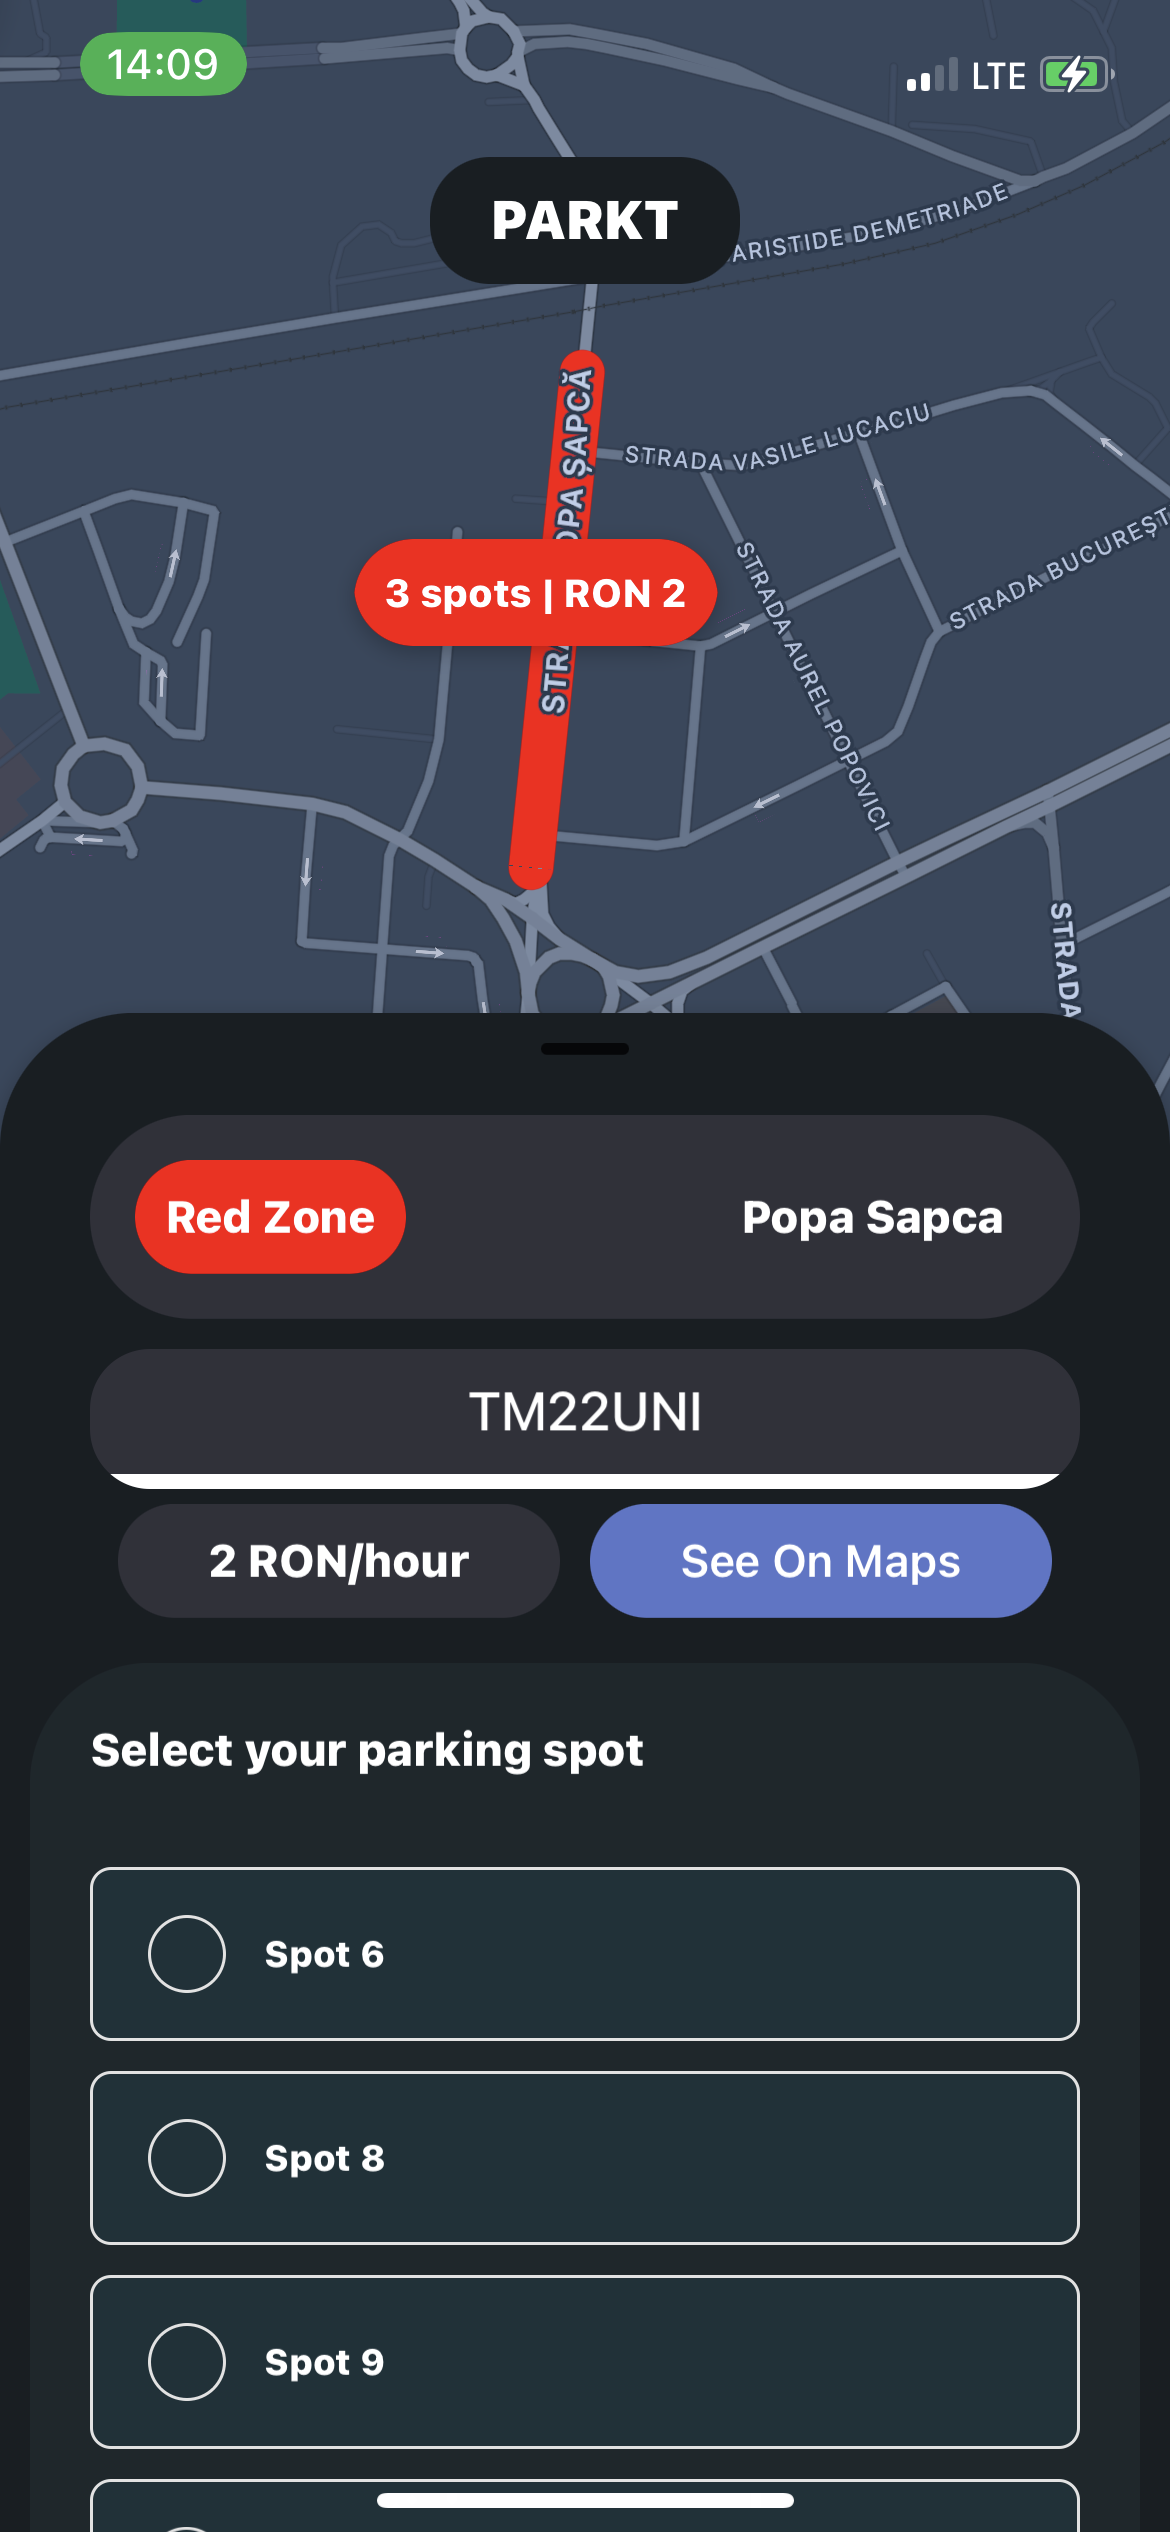 14:09
LTE
PARKT
ARISTIDE DEMETRIADE
OPA ȘAPCĂ
STRADA VASILE LUCACIU
STRADA BUCUREȘT
3 spots | RON 2
STRA
STRADA AUREL POPOVICI
STRADA
Red Zone
Popa Sapca
TM22UNI
2 RON/hour
See On Maps
Select your parking spot
Spot 6
Spot 8
Spot 9